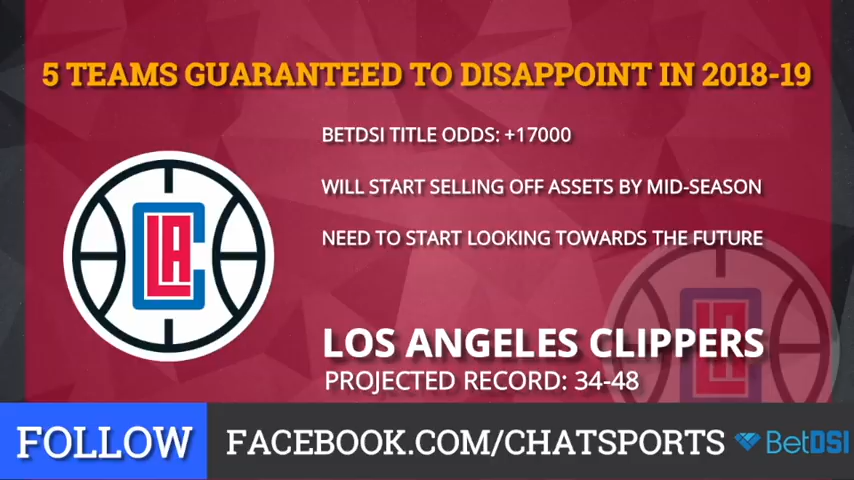 5 TEAMS GUARANTEED TO DISAPPOINT IN 2018-19
BETDSI TITLE ODDS: +17000
WILL START SELLING OFF ASSETS BY MID-SEASON
NEED TO START LOOKING TOWARDS THE FUTURE
LA
LOS ANGELES CLIPPERS
PROJECTED RECORD: 34-48
FOLLOW FACEBOOK.COM/CHATSPORTS BetDSI